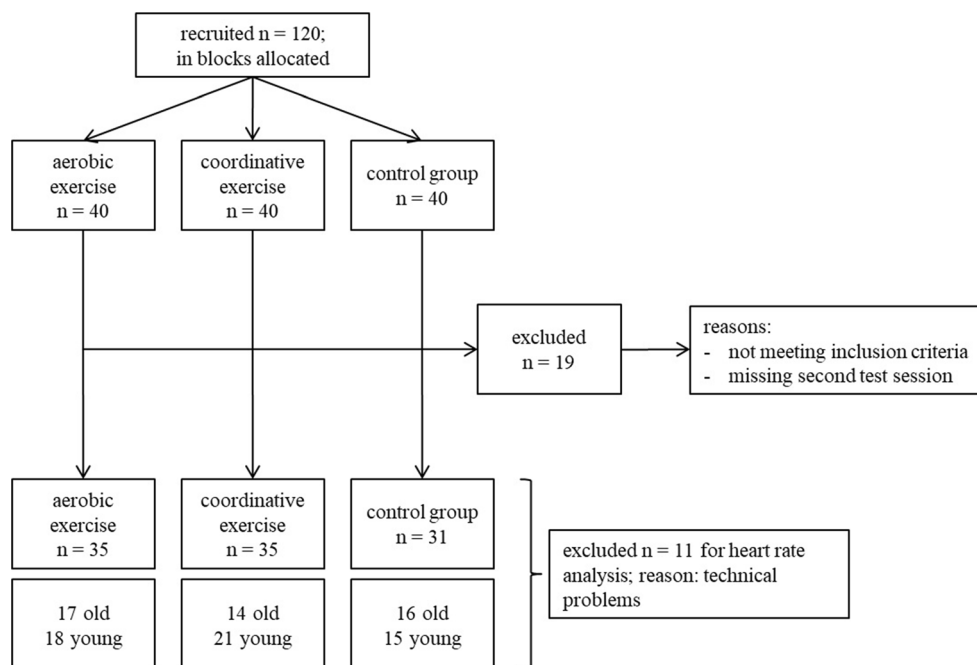 recruited n = 120;
in blocks allocated
aerobic
exercise
n = 40
coordinative
exercise
n = 40
control group
n = 40
excluded
n = 19
reasons:
- not meeting inclusion criteria
- missing second test session
aerobic
exercise
n = 35
coordinative
exercise
n = 35
control group
n = 31
excluded n = 11 for heart rate
analysis; reason: technical
problems
17 old
18 young
14 old
21 young
16 old
15 young